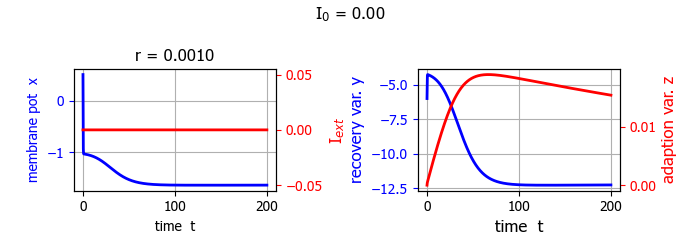 I₀ = 0.00
r = 0.0010
membrane pot x
0
−1
0.05
0.00
−0.05
I_ext
0 100 200
time t
recovery var. y
−5.0
−7.5
−10.0
−12.5
0.01
0.00
adaption var. z
0 100 200
time t